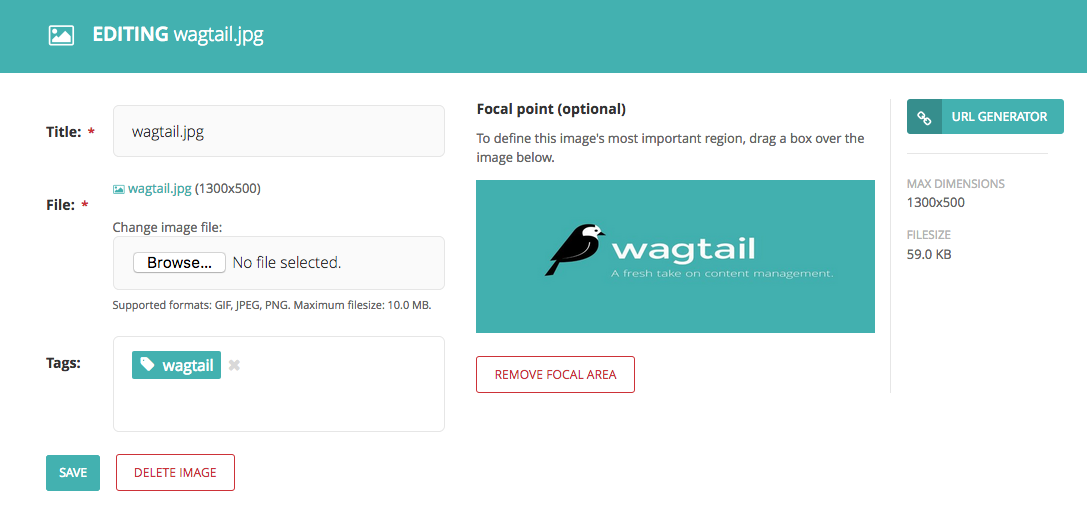 EDITING wagtail.jpg
Title: *
wagtail.jpg
File: *
wagtail.jpg (1300x500)
Change image file:
Browse... No file selected.
Supported formats: GIF, JPEG, PNG. Maximum filesize: 10.0 MB.
Tags:
wagtail
SAVE
DELETE IMAGE
Focal point (optional)
To define this image's most important region, drag a box over the
image below.
wagtail
A fresh take on content management.
REMOVE FOCAL AREA
URL GENERATOR
MAX DIMENSIONS
1300x500
FILESIZE
59.0 KB